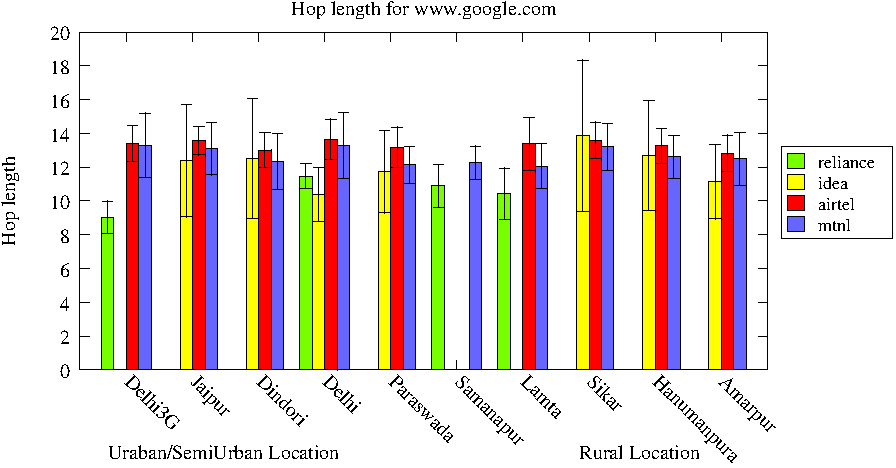 Hop length for www.google.com
Hop length
20
18
16
14
12
10
8
6
4
2
0
reliance
idea
airtel
mtnl
Delhi3G
Jaipur
Dindori
Delhi
Paraswada
Samanapur
Lamta
Sikar
Hanumanpura
Amarpur
Uraban/SemiUrban Location
Rural Location